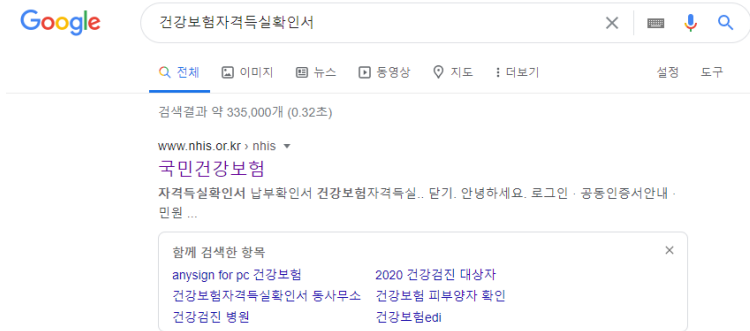 Google
건강보험자격득실확인서
전체 이미지 뉴스 동영상 지도 더보기 설정 도구
검색결과 약 335,000개 (0.32초)
www.nhis.or.kr › nhis
국민건강보험
자격득실확인서 납부확인서 건강보험자격득실.. 닫기. 안녕하세요. 로그인 · 공동인증서안내 ·
민원 ...
함께 검색한 항목
anysign for pc 건강보험 2020 건강검진 대상자
건강보험자격득실확인서 동사무소 건강보험 피부양자 확인
건강검진 병원 건강보험edi